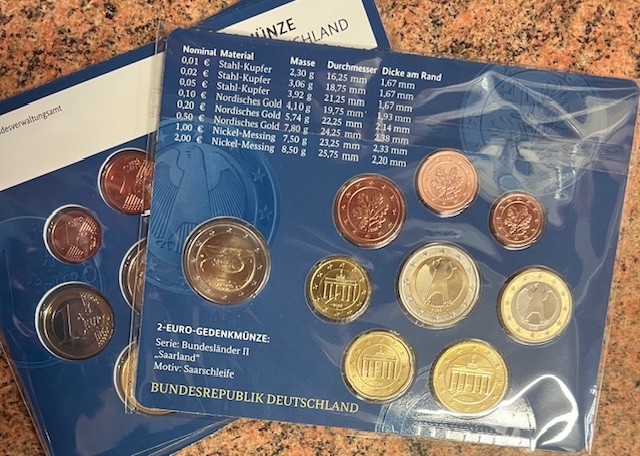 MÜNZE
DEUTSCHLAND
desverwaltungsamt
Nominal Material Masse Durchmesser Dicke am Rand
0,01 € Stahl-Kupfer 2,30 g 16,25 mm 1,67 mm
0,02 € Stahl-Kupfer 3,06 g 18,75 mm 1,67 mm
0,05 € Stahl-Kupfer 3,92 g 21,25 mm 1,67 mm
0,10 € Nordisches Gold 4,10 g 19,75 mm 1,93 mm
0,20 € Nordisches Gold 5,74 g 22,25 mm 2,14 mm
0,50 € Nordisches Gold 7,80 g 24,25 mm 2,38 mm
1,00 € Nickel-Messing 7,50 g 23,25 mm 2,33 mm
2,00 € Nickel-Messing 8,50 g 25,75 mm 2,20 mm
1
EURO
2-EURO-GEDENKMÜNZE:
Serie: Bundesländer II
„Saarland“
Motiv: Saarschleife
BUNDESREPUBLIK DEUTSCHLAND